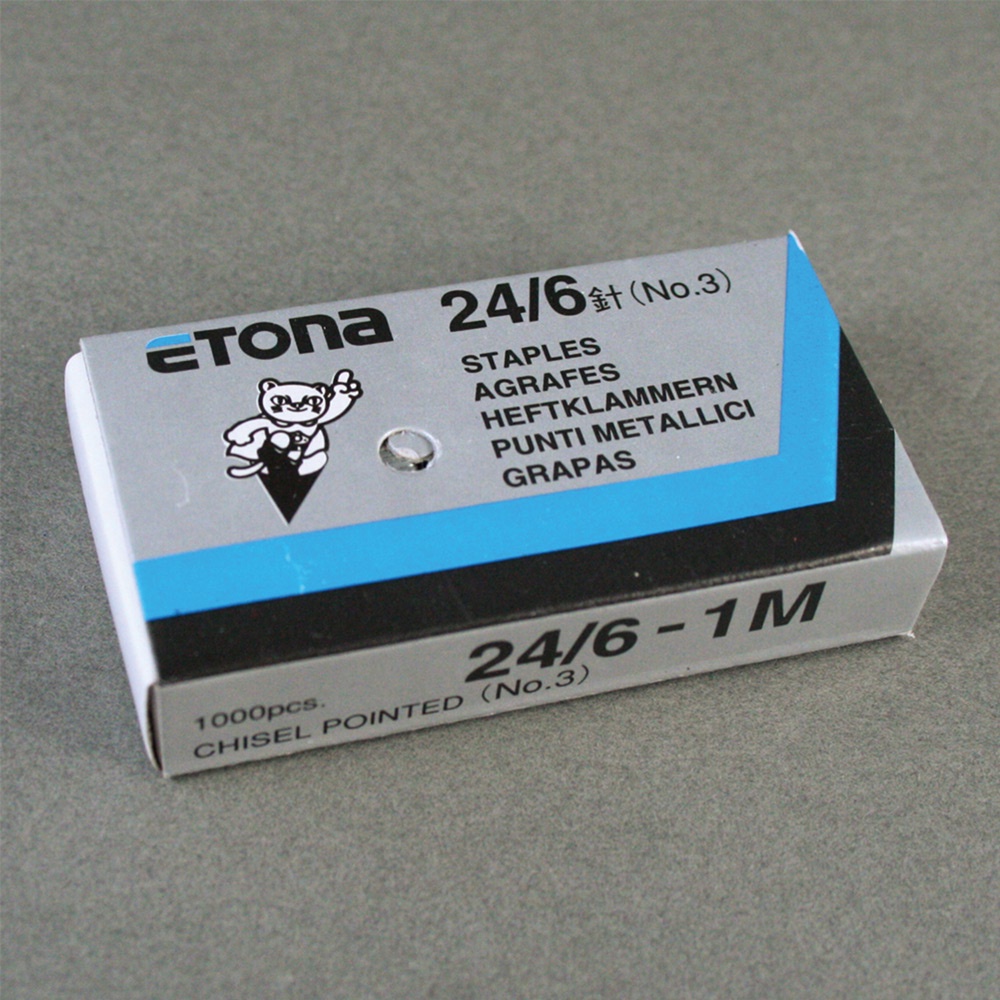 ETONA
24/6針(No.3)
STAPLES
AGRAFES
HEFTKLAMMERN
PUNTI METALLICI
GRAPAS
24/6-1M
1000pcs.
CHISEL POINTED (No.3)